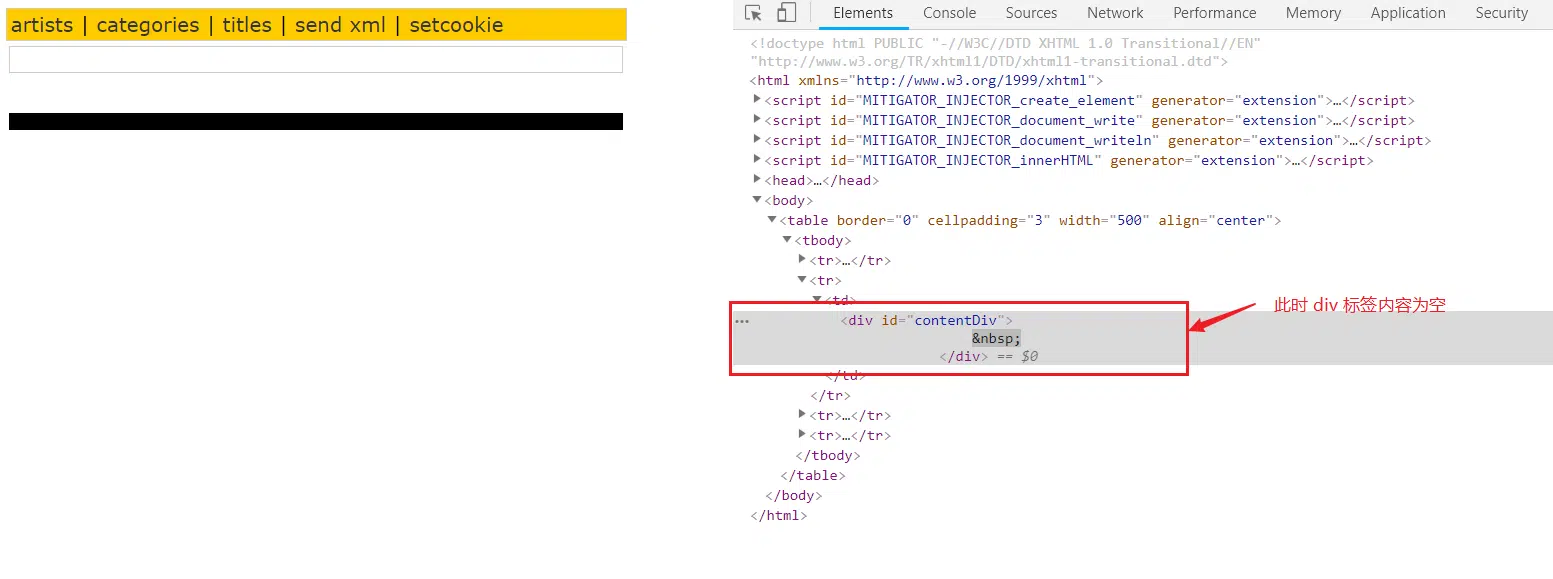 artists | categories | titles | send xml | setcookie
Elements Console Sources Network Performance Memory Application Security
<!doctype html PUBLIC "-//W3C//DTD XHTML 1.0 Transitional//EN"
"http://www.w3.org/TR/xhtml1/DTD/xhtml1-transitional.dtd">
<html xmlns="http://www.w3.org/1999/xhtml">
<script id="MITIGATOR_INJECTOR_create_element" generator="extension">…</script>
<script id="MITIGATOR_INJECTOR_document_write" generator="extension">…</script>
<script id="MITIGATOR_INJECTOR_document_writeln" generator="extension">…</script>
<script id="MITIGATOR_INJECTOR_innerHTML" generator="extension">…</script>
<head>…</head>
<body>
<table border="0" cellpadding="3" width="500" align="center">
<tbody>
<tr>…</tr>
<tr>
<td>
此时 div 标签内容为空
<div id="contentDiv">
&nbsp;
</div> == $0
</td>
</tr>
<tr>…</tr>
<tr>…</tr>
</tbody>
</table>
</body>
</html>